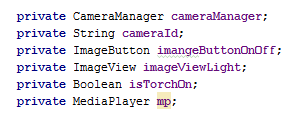 private CameraManager cameraManager;
private String cameraId;
private ImageButton imangeButtonOnOff;
private ImageView imageViewLight;
private Boolean isTorchOn;
private MediaPlayer mp;